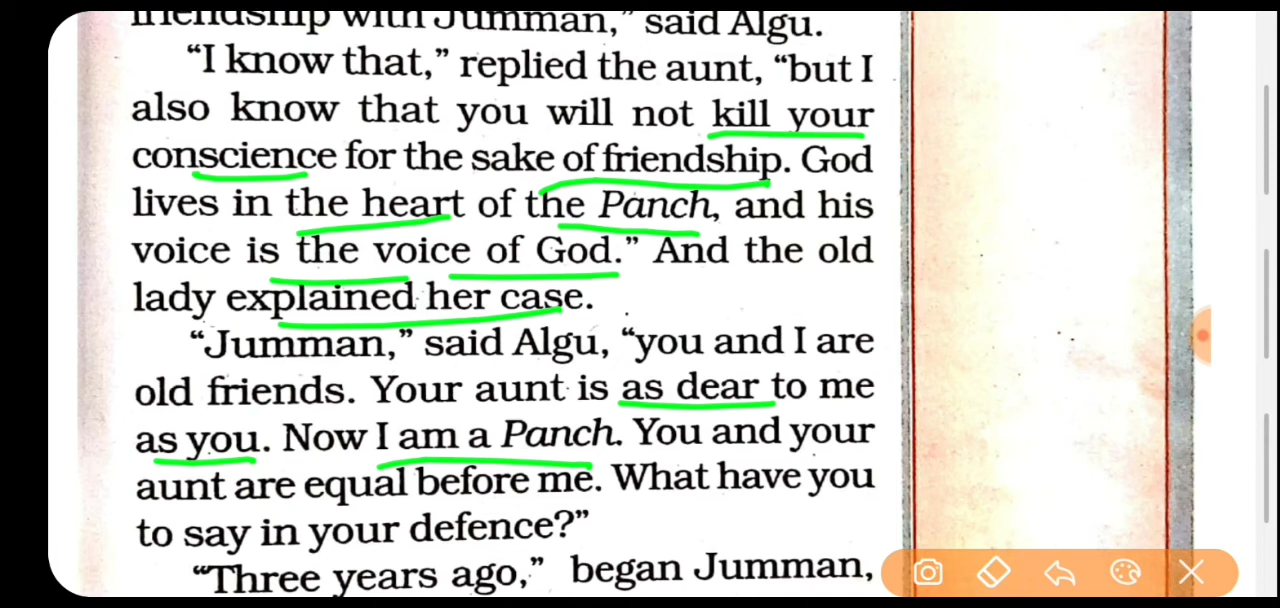 friendship with Jumman,” said Algu.
“I know that,” replied the aunt, “but I
also know that you will not kill your
conscience for the sake of friendship. God
lives in the heart of the Panch, and his
voice is the voice of God.” And the old
lady explained her case.
“Jumman,” said Algu, “you and I are
old friends. Your aunt is as dear to me
as you. Now I am a Panch. You and your
aunt are equal before me. What have you
to say in your defence?”
“Three years ago,” began Jumman,